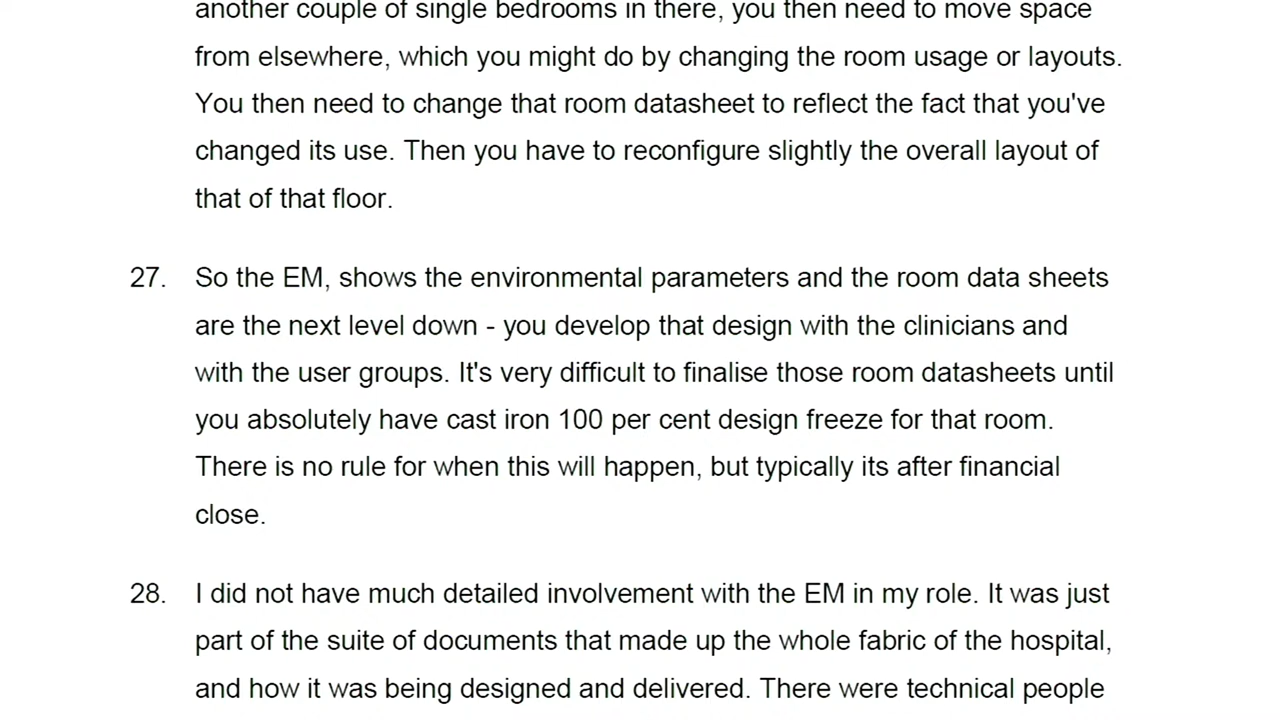 another couple of single bedrooms in there, you then need to move space
from elsewhere, which you might do by changing the room usage or layouts.
You then need to change that room datasheet to reflect the fact that you've
changed its use. Then you have to reconfigure slightly the overall layout of
that of that floor.
27. So the EM, shows the environmental parameters and the room data sheets
are the next level down - you develop that design with the clinicians and
with the user groups. It's very difficult to finalise those room datasheets until
you absolutely have cast iron 100 per cent design freeze for that room.
There is no rule for when this will happen, but typically its after financial
close.
28. I did not have much detailed involvement with the EM in my role. It was just
part of the suite of documents that made up the whole fabric of the hospital,
and how it was being designed and delivered. There were technical people